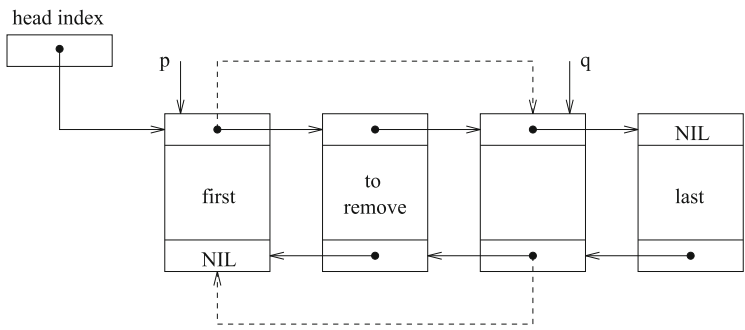 head index
p
q
NIL
first
to
remove
last
NIL